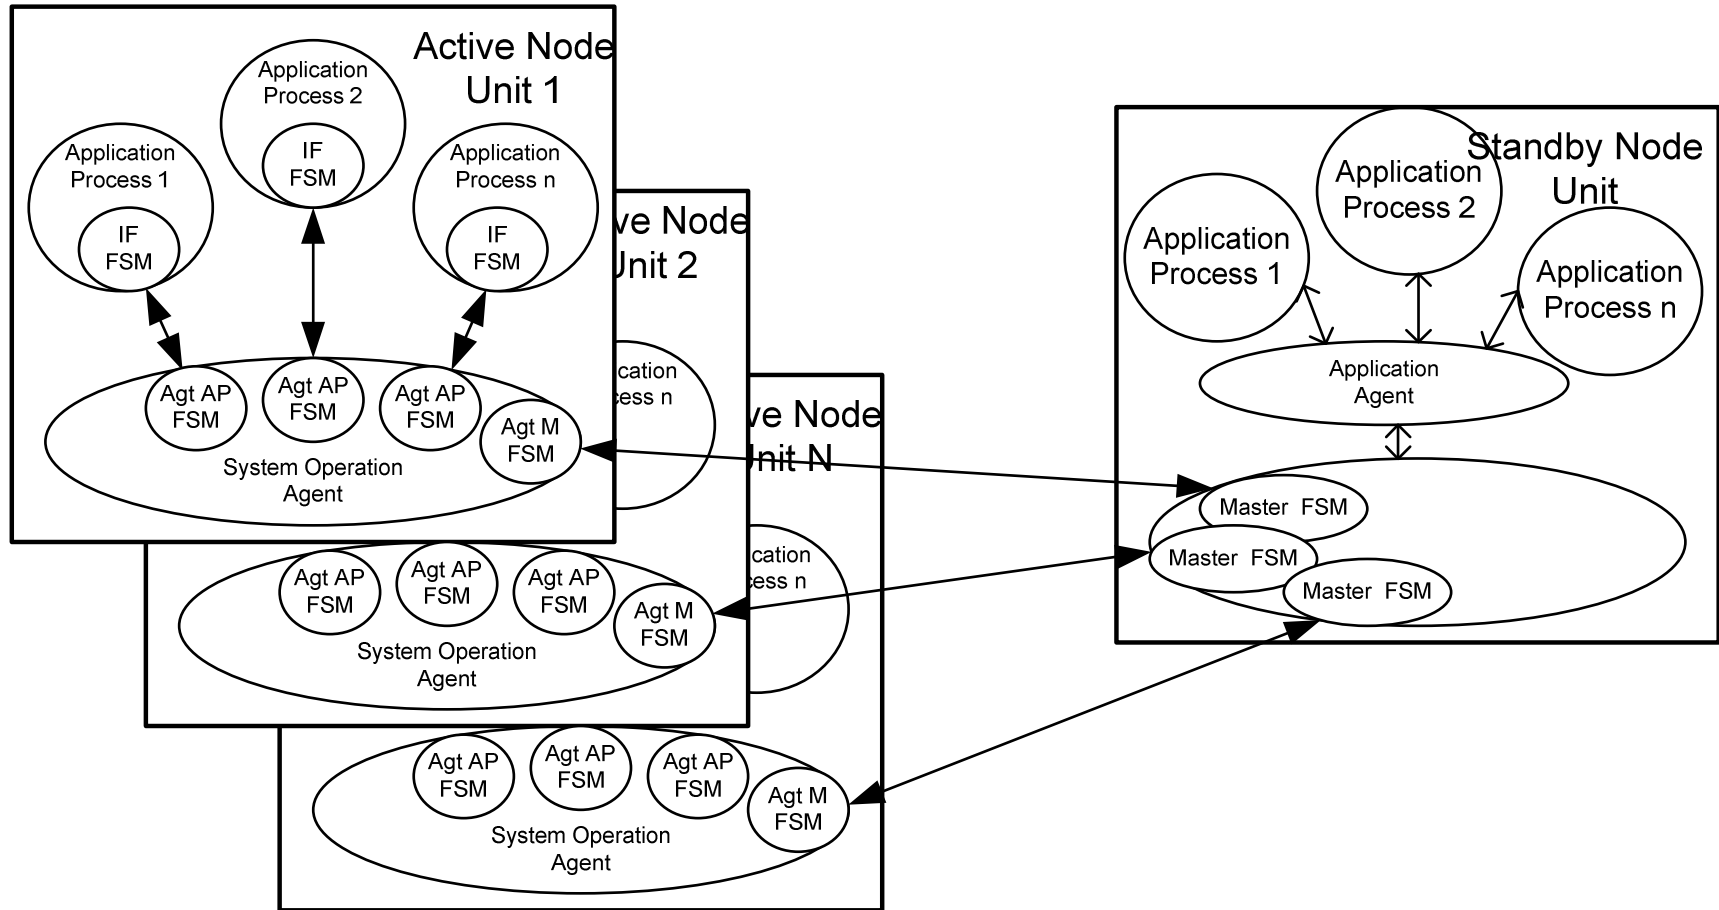 Active Node
Unit 1
Application
Process 2
IF
FSM
Application
Process 1
IF
FSM
Application
Process n
IF
FSM
Agt AP
FSM
Agt AP
FSM
Agt AP
FSM
Agt M
FSM
System Operation
Agent
ve Node
Unit 2
cation
cess n
Agt AP
FSM
Agt AP
FSM
Agt AP
FSM
Agt M
FSM
System Operation
Agent
ve Node
Unit N
cation
cess n
Agt AP
FSM
Agt AP
FSM
Agt AP
FSM
Agt M
FSM
System Operation
Agent
Standby Node
Unit
Application
Process 1
Application
Process 2
Application
Process n
Application
Agent
Master FSM
Master FSM
Master FSM